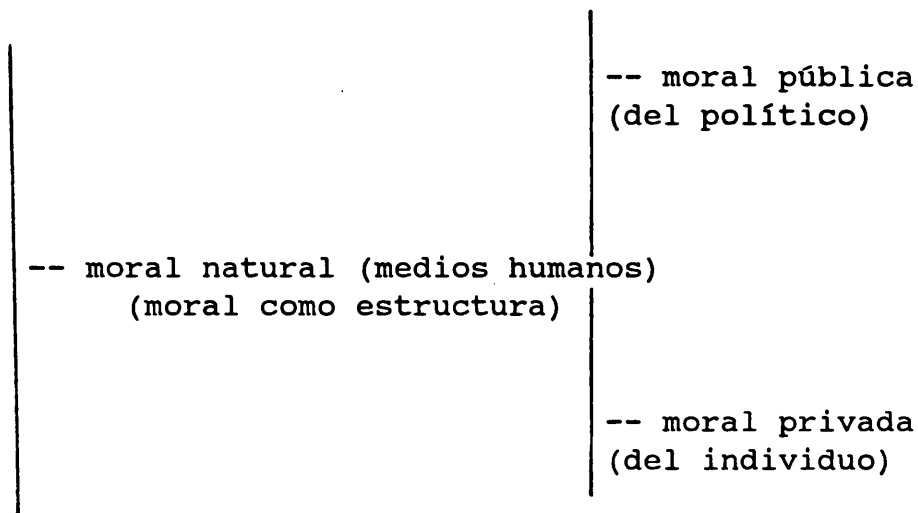 -- moral pública
(del político)
-- moral natural (medios humanos)
(moral como estructura)
-- moral privada
(del individuo)